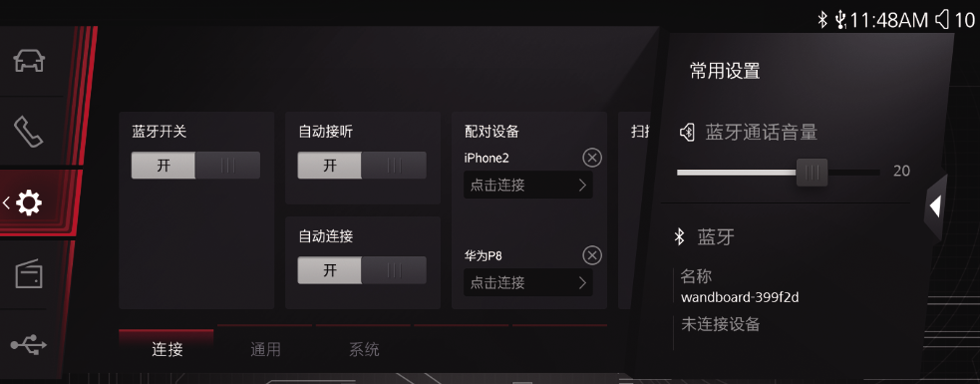 11:48AM 10
常用设置
蓝牙开关
开
自动接听
开
自动连接
开
配对设备
iPhone2
点击连接
华为P8
点击连接
扫
蓝牙通话音量
20
蓝牙
名称
wandboard-399f2d
未连接设备
连接
通用
系统